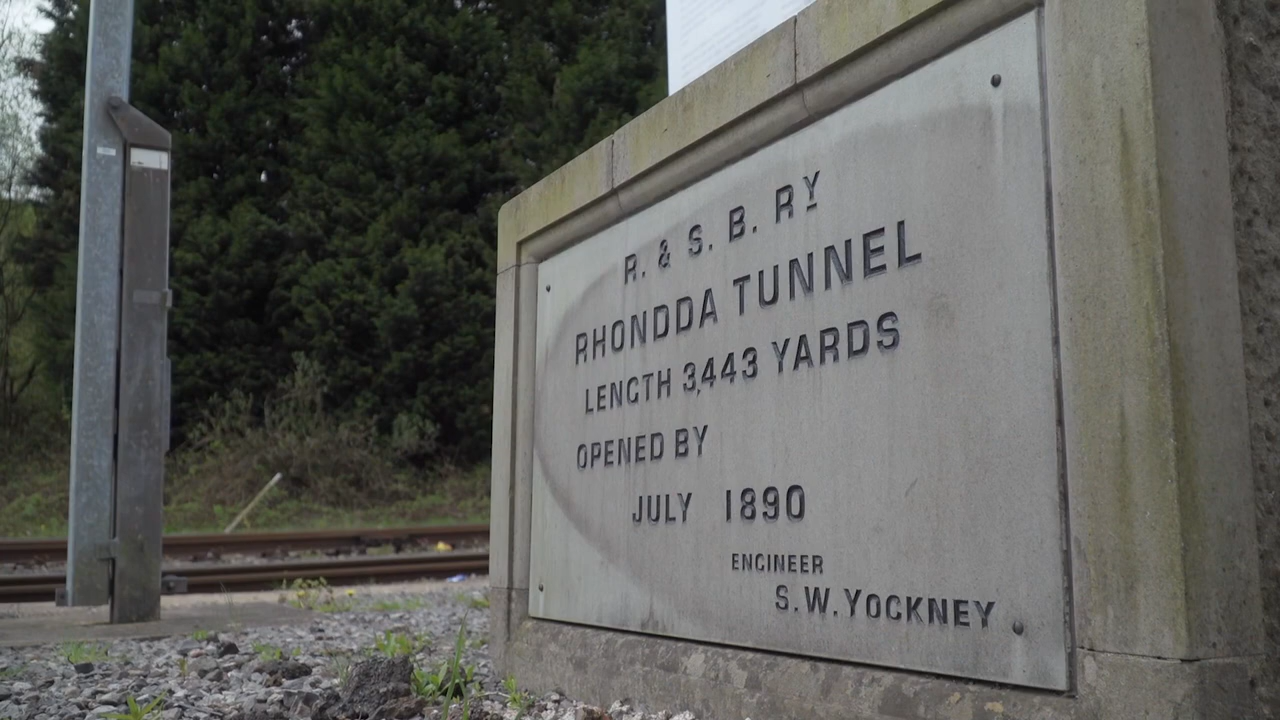 R. & S. B. RY
RHONDDA TUNNEL
LENGTH 3,443 YARDS
OPENED BY
JULY 1890
ENGINEER
S.W.YOCKNEY